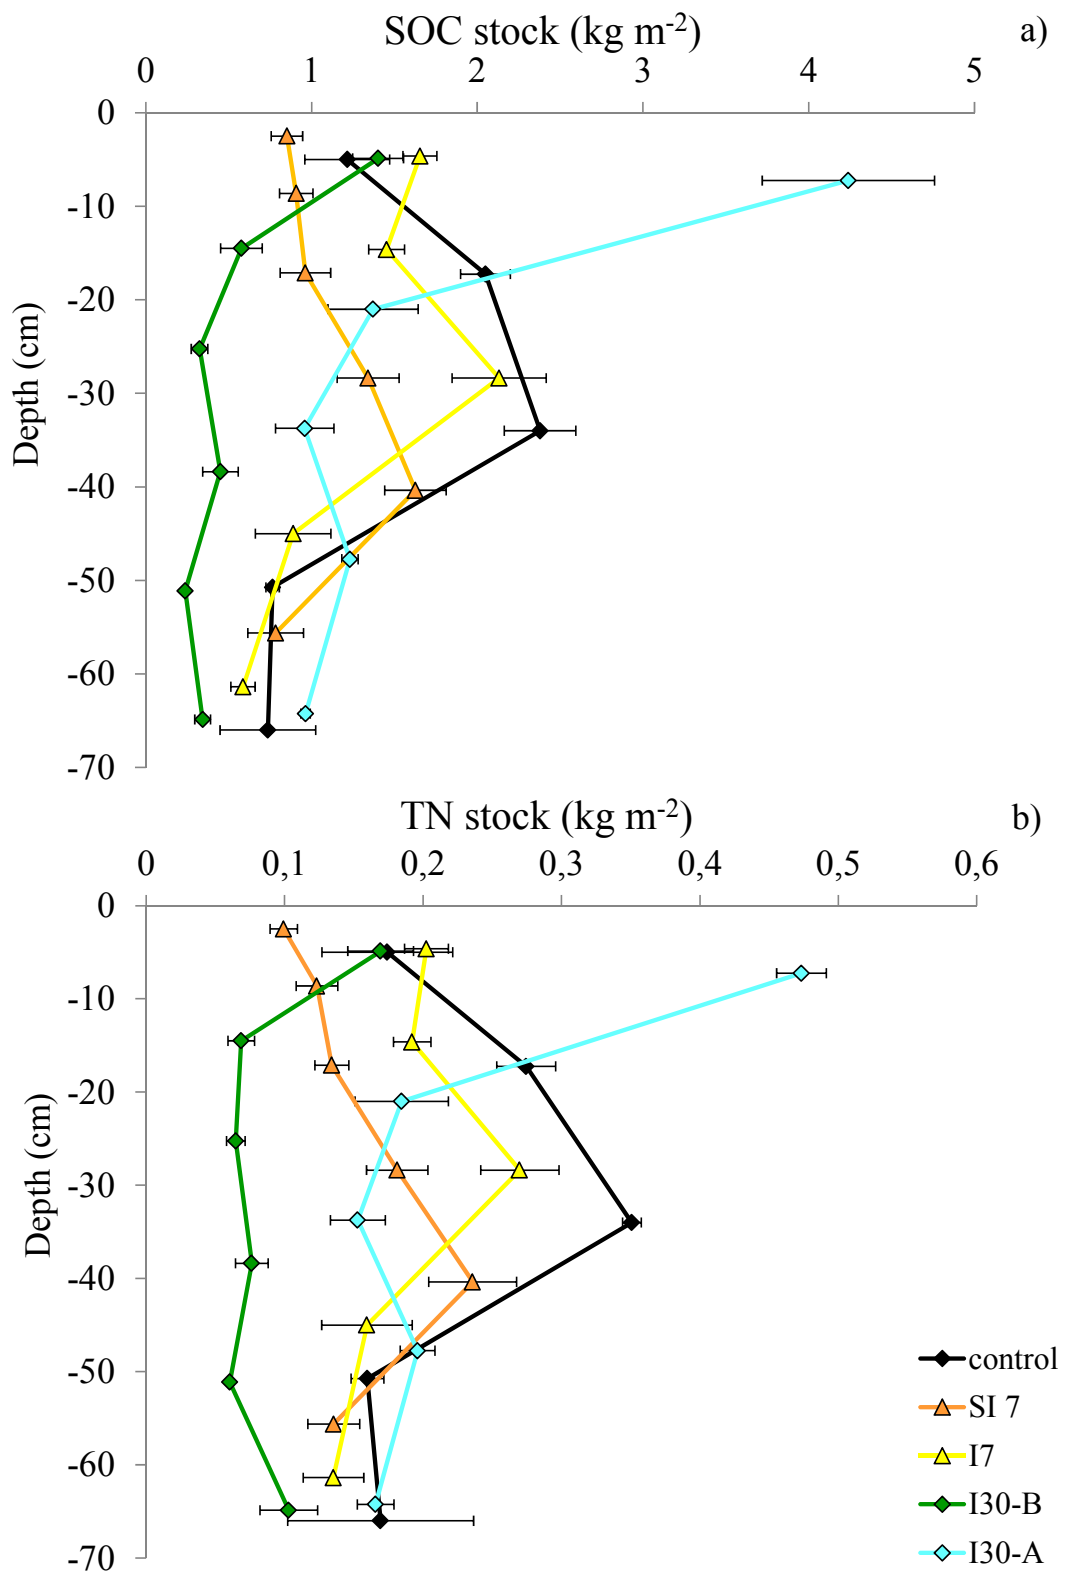 SOC stock (kg m-2)
a)
0 1 2 3 4 5
0
-10
-20
-30
-40
-50
-60
-70
Depth (cm)
TN stock (kg m-2)
b)
0 0,1 0,2 0,3 0,4 0,5 0,6
0
-10
-20
-30
-40
-50
-60
-70
Depth (cm)
control
SI 7
I7
I30-B
I30-A